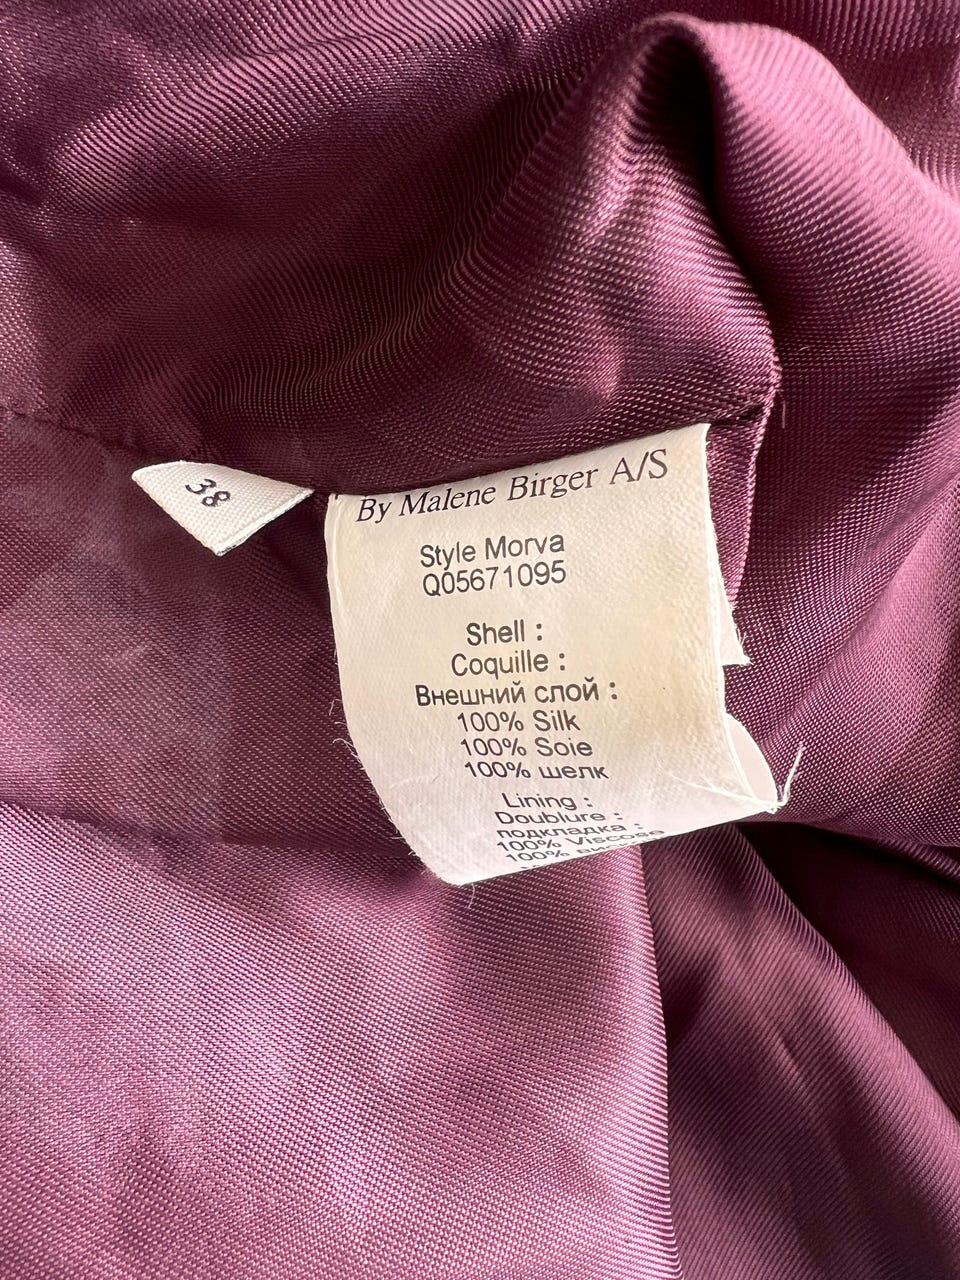 38
By Malene Birger A/S
Style Morva
Q05671095
Shell :
Coquille :
Внешний слой :
100% Silk
100% Soie
100% шелк
Lining :
Doublure :
подкладка :
100% Viscose
100%